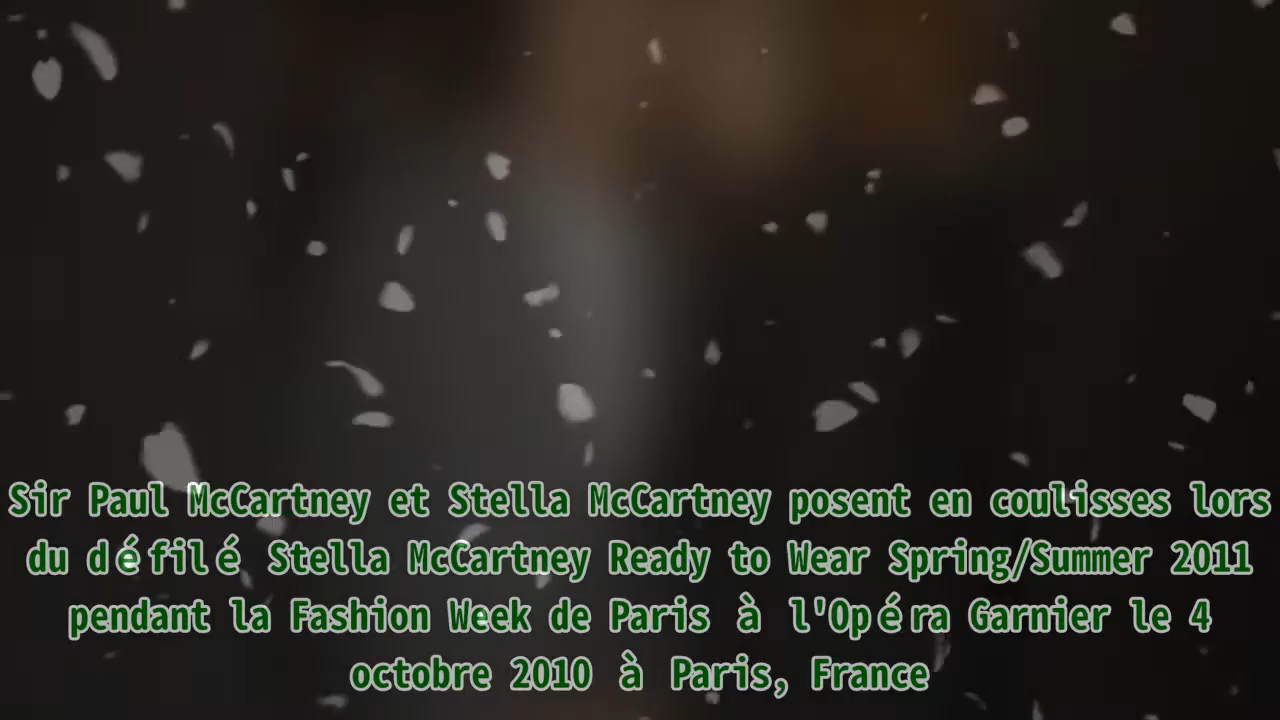 Sir Paul McCartney et Stella McCartney posent en coulisses lors
du défilé Stella McCartney Ready to Wear Spring/Summer 2011
pendant la Fashion Week de Paris à l'Opéra Garnier le 4
octobre 2010 à Paris, France